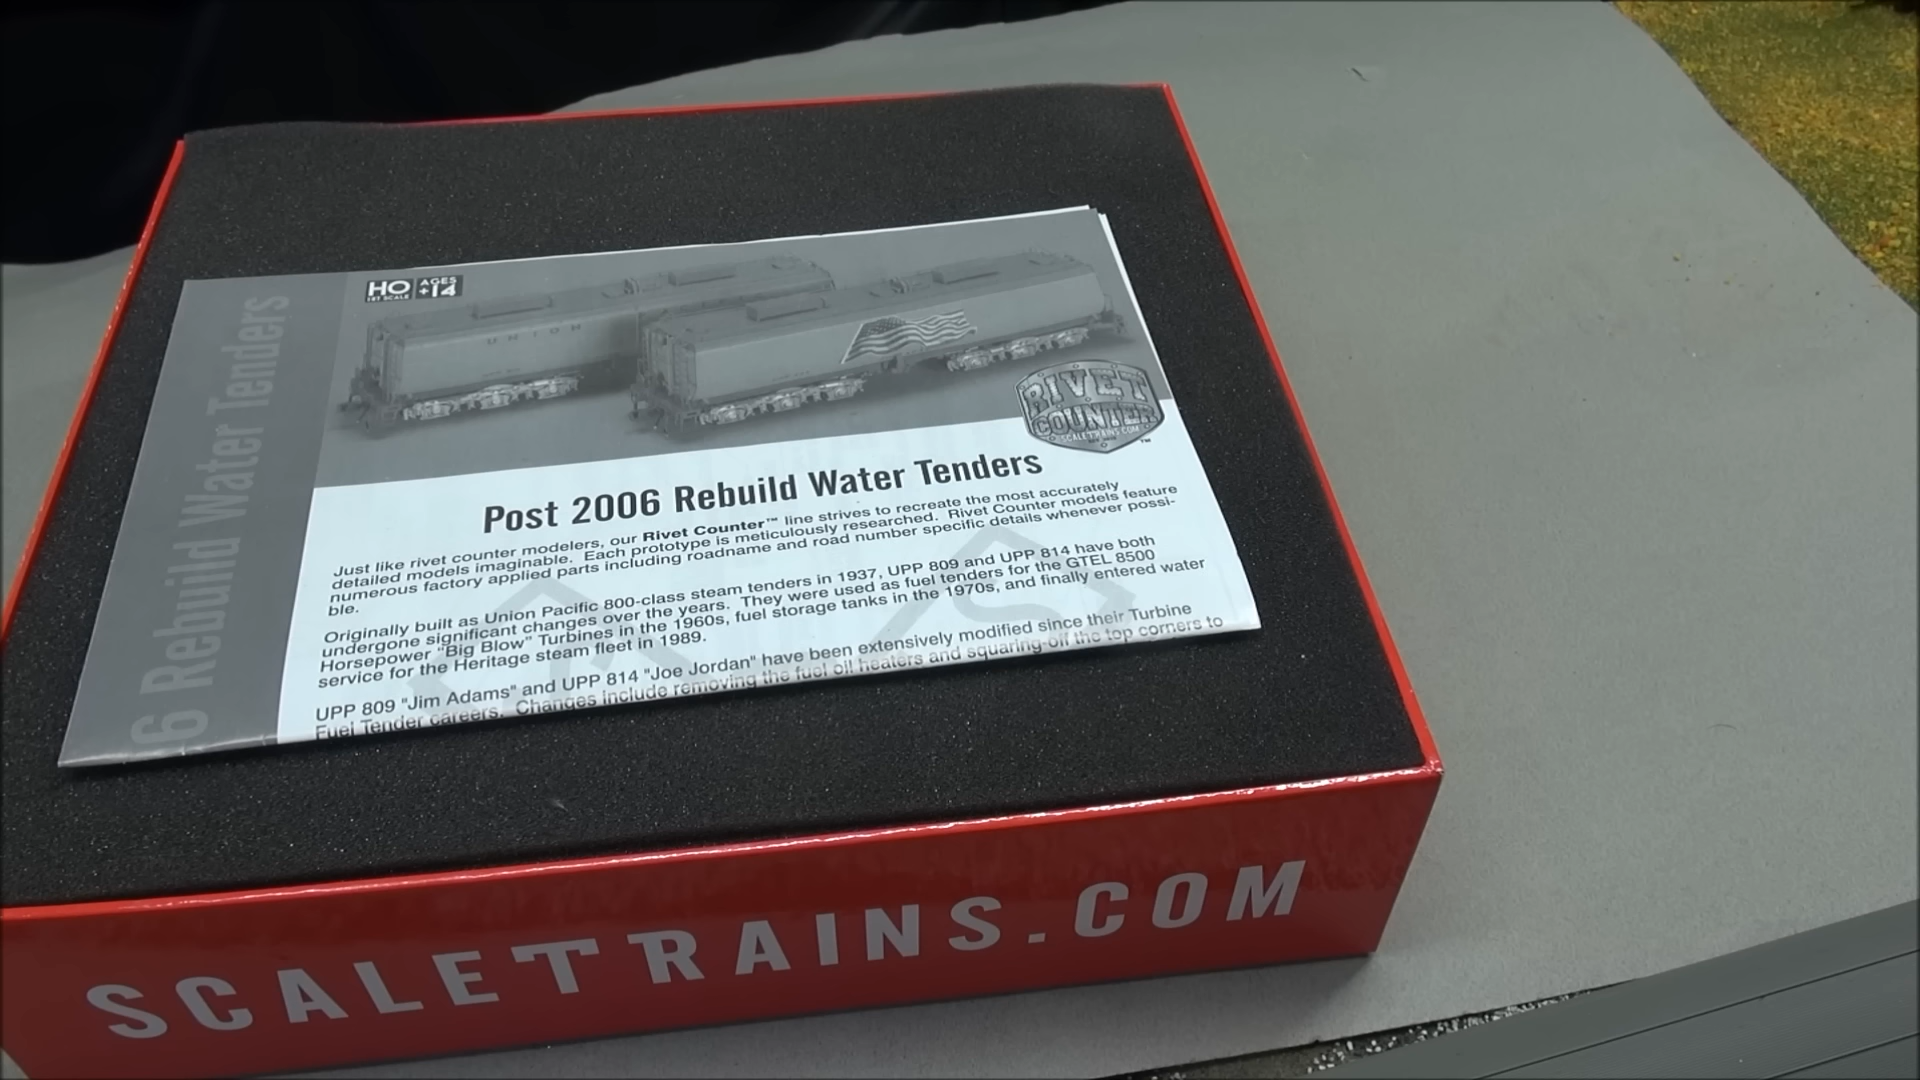 HO
1:87 SCALE
AGES
+14
UNION
RIVET
COUNTER
SCALETRAINS.COM
™
6 Rebuild Water Tenders
Post 2006 Rebuild Water Tenders
Just like rivet counter modelers, our Rivet Counter™ line strives to recreate the most accurately
detailed models imaginable. Each prototype is meticulously researched. Rivet Counter models feature
numerous factory applied parts including roadname and road number specific details whenever possi-
ble.
Originally built as Union Pacific 800-class steam tenders in 1937, UPP 809 and UPP 814 have both
undergone significant changes over the years. They were used as fuel tenders for the GTEL 8500
Horsepower "Big Blow" Turbines in the 1960s, fuel storage tanks in the 1970s, and finally entered water
service for the Heritage steam fleet in 1989.
UPP 809 "Jim Adams" and UPP 814 "Joe Jordan" have been extensively modified since their Turbine
Fuel Tender careers. Changes include removing the fuel oil heaters and squaring-off the top corners to
SCALETRAINS.COM